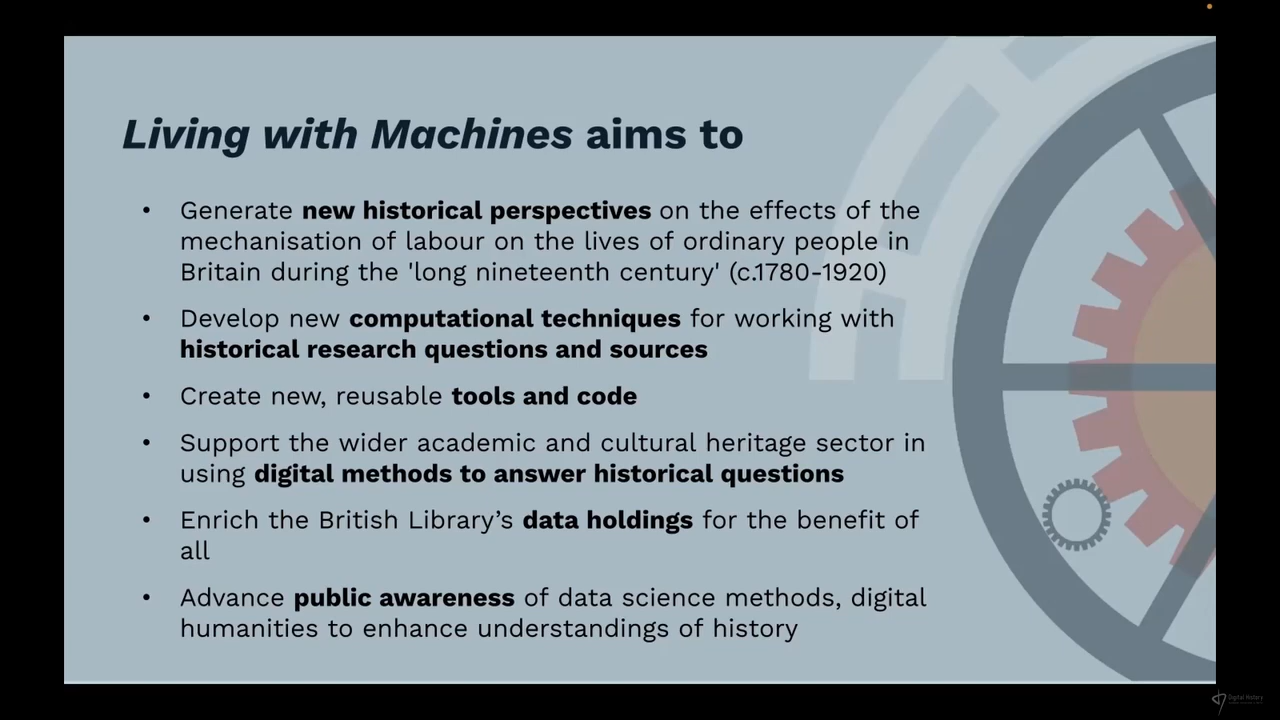 Living with Machines aims to
• Generate new historical perspectives on the effects of the
mechanisation of labour on the lives of ordinary people in
Britain during the 'long nineteenth century' (c.1780-1920)
• Develop new computational techniques for working with
historical research questions and sources
• Create new, reusable tools and code
• Support the wider academic and cultural heritage sector in
using digital methods to answer historical questions
• Enrich the British Library’s data holdings for the benefit of
all
• Advance public awareness of data science methods, digital
humanities to enhance understandings of history
Digital History